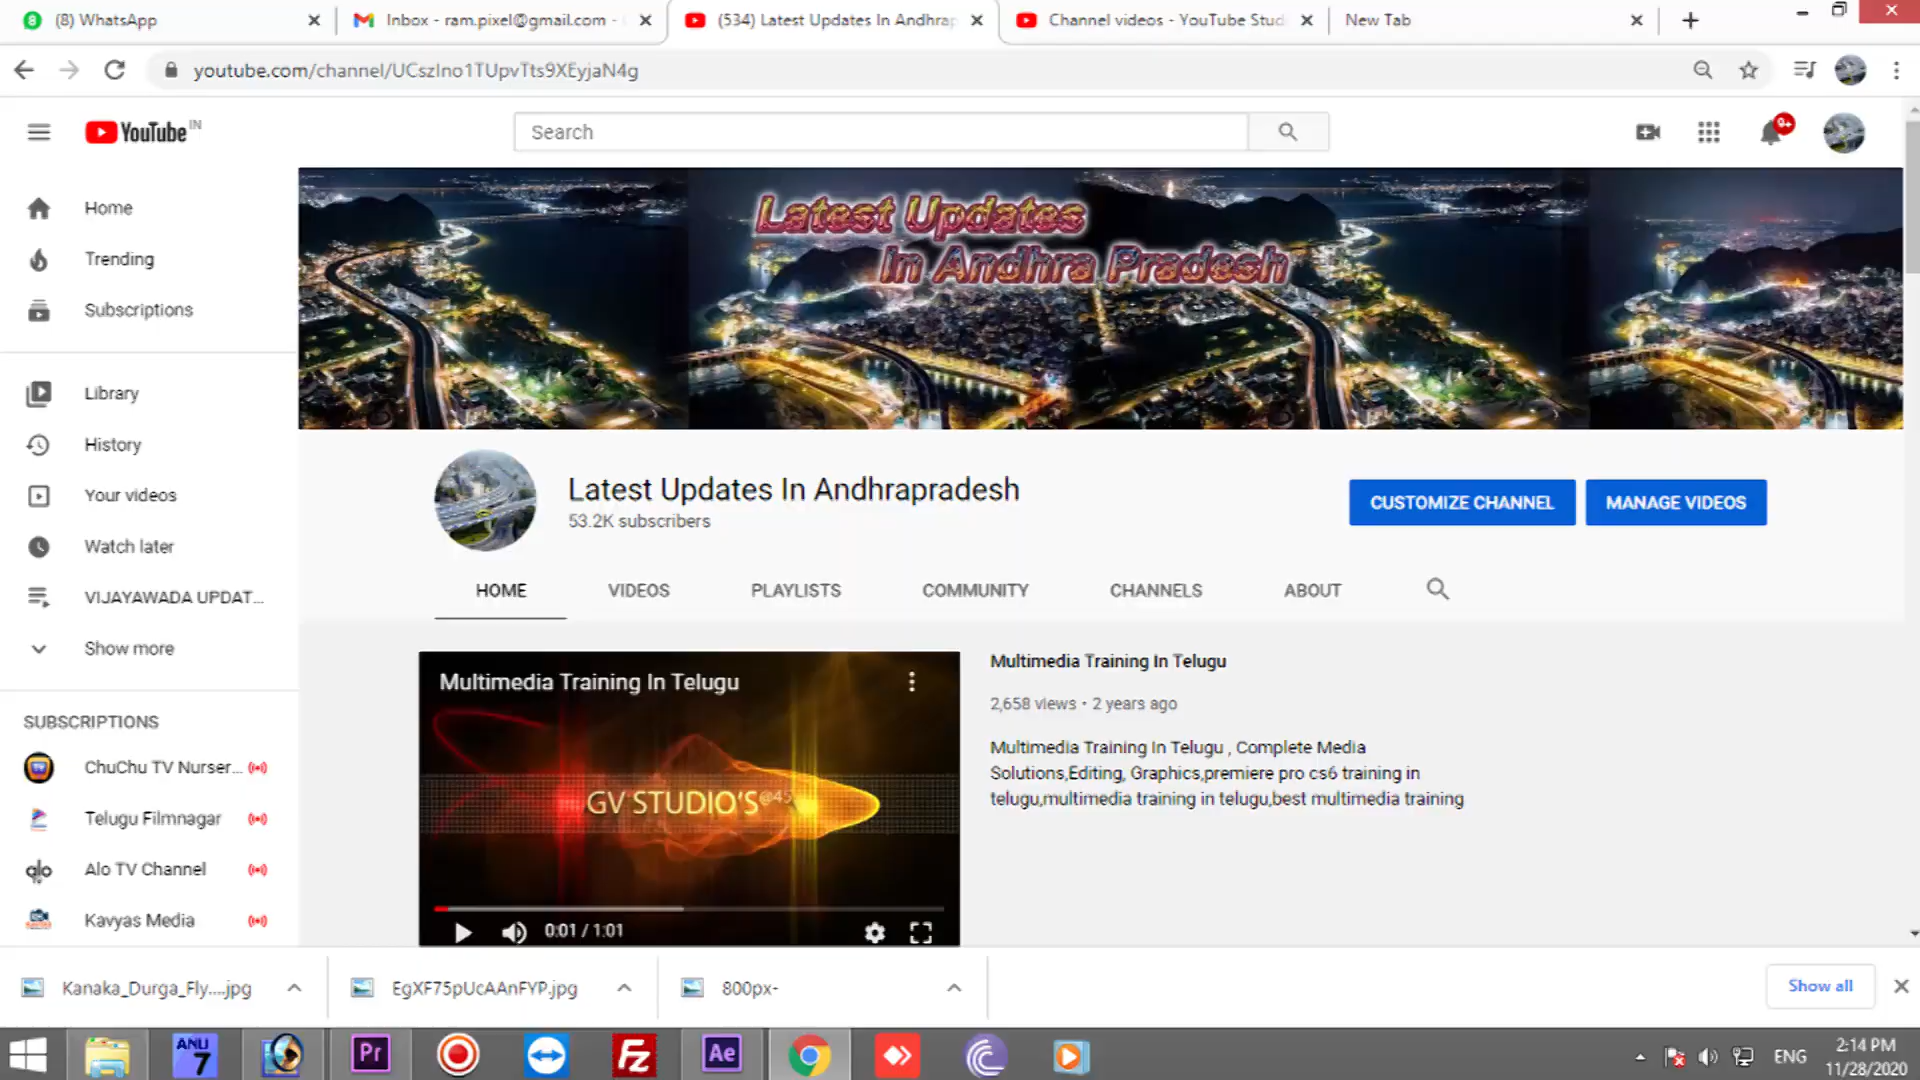 (8) WhatsApp
Inbox - ram.pixel@gmail.com -
(534) Latest Updates In Andhrap
Channel videos - YouTube Stud
New Tab
youtube.com/channel/UCszIno1TUpvTts9XEyjaN4g
YouTube IN
Search
9+
Home
Trending
Subscriptions
Library
History
Your videos
Watch later
VIJAYAWADA UPDAT...
Show more
SUBSCRIPTIONS
ChuChu TV Nurser...
Telugu Filmnagar
Alo TV Channel
Kavyas Media
Latest Updates
In Andhra Pradesh
Latest Updates In Andhrapradesh
53.2K subscribers
CUSTOMIZE CHANNEL
MANAGE VIDEOS
HOME
VIDEOS
PLAYLISTS
COMMUNITY
CHANNELS
ABOUT
Multimedia Training In Telugu
GV STUDIO'S@45
0:01 / 1:01
Multimedia Training In Telugu
2,658 views • 2 years ago
Multimedia Training In Telugu , Complete Media
Solutions,Editing, Graphics,premiere pro cs6 training in
telugu,multimedia training in telugu,best multimedia training
Kanaka_Durga_Fly....jpg
EgXF75pUcAAnFYP.jpg
800px-
Show all
ANU
7
Pr
Fz
Ae
ENG
2:14 PM
11/28/2020